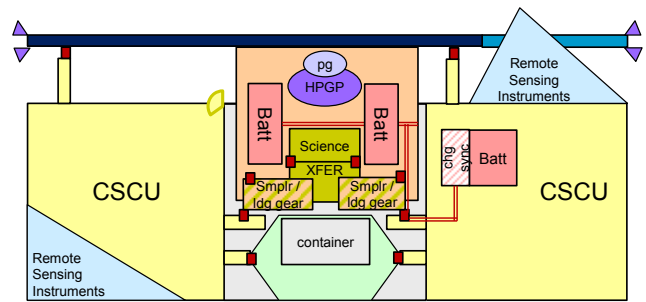 pg
HPGP
Remote
Sensing
Instruments
Batt
Batt
Science
XFER
chg
sync
Batt
CSCU
CSCU
Smplr /
ldg gear
Smplr /
ldg gear
container
Remote
Sensing
Instruments